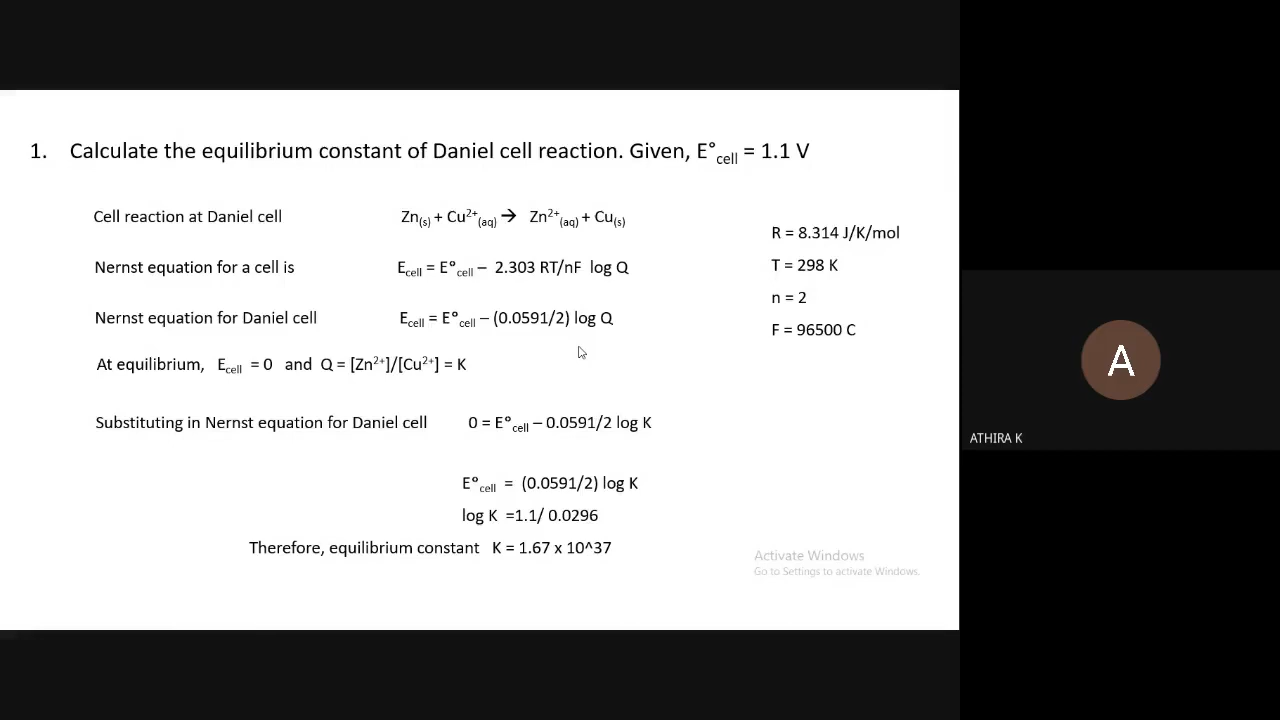 1. Calculate the equilibrium constant of Daniel cell reaction. Given, E°cell = 1.1 V
Cell reaction at Daniel cell Zn(s) + Cu²⁺(aq) → Zn²⁺(aq) + Cu(s)
R = 8.314 J/K/mol
Nernst equation for a cell is Ecell = E°cell – 2.303 RT/nF log Q
T = 298 K
n = 2
Nernst equation for Daniel cell Ecell = E°cell – (0.0591/2) log Q
F = 96500 C
At equilibrium, Ecell = 0 and Q = [Zn²⁺]/[Cu²⁺] = K
Substituting in Nernst equation for Daniel cell 0 = E°cell – 0.0591/2 log K
E°cell = (0.0591/2) log K
log K =1.1/ 0.0296
Therefore, equilibrium constant K = 1.67 x 10^37
Activate Windows
Go to Settings to activate Windows.
A
ATHIRA K